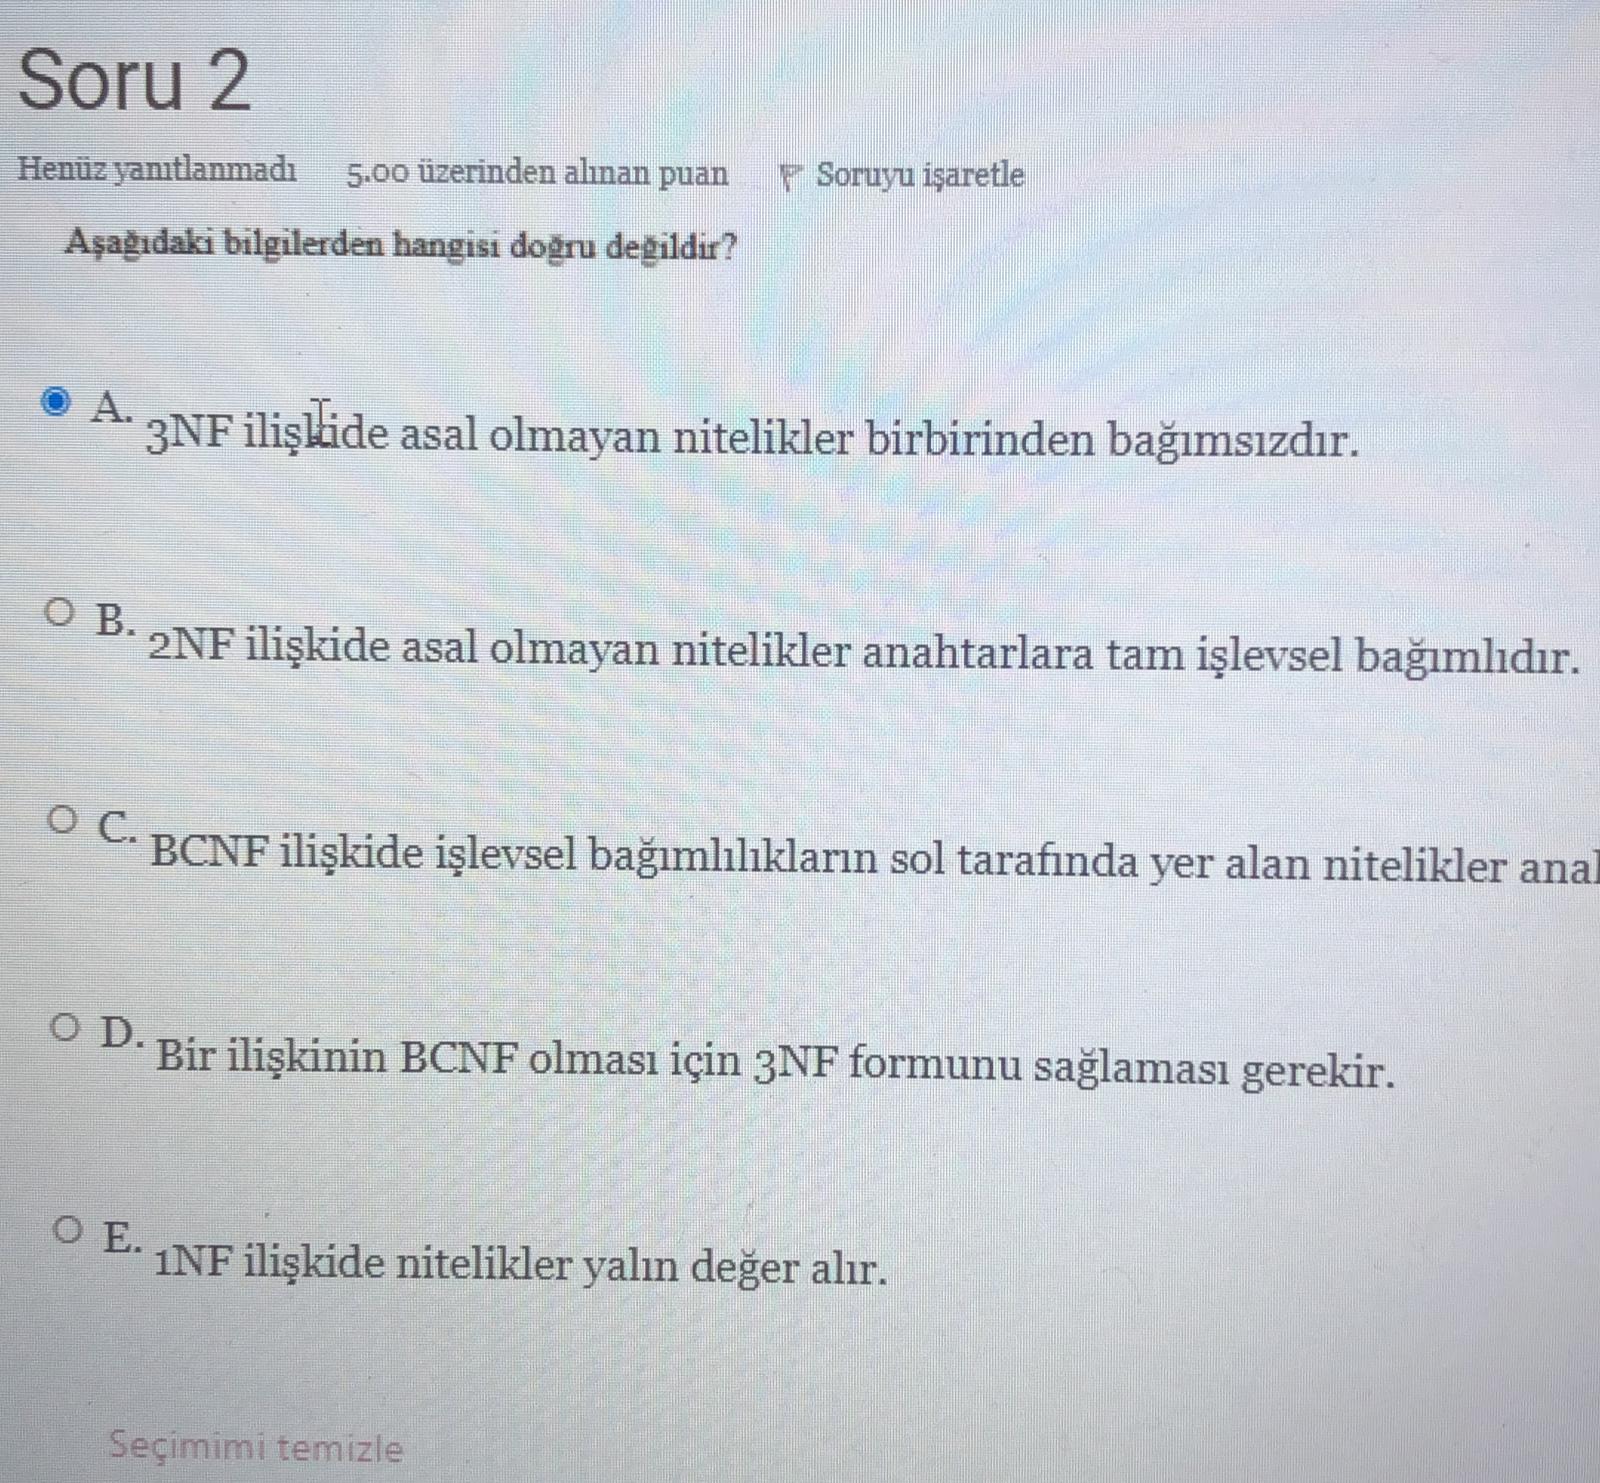 Soru 2
Henüz yanıtlanmadı 5.00 üzerinden alınan puan Soruyu işaretle
Aşağıdaki bilgilerden hangisi doğru değildir?
A. 3NF ilişkide asal olmayan nitelikler birbirinden bağımsızdır.
B. 2NF ilişkide asal olmayan nitelikler anahtarlara tam işlevsel bağımlıdır.
C. BCNF ilişkide işlevsel bağımlılıkların sol tarafında yer alan nitelikler
D. Bir ilişkinin BCNF olması için 3NF formunu sağlaması gerekir.
E. 1NF ilişkide nitelikler yalın değer alır.
Seçimimi temizle